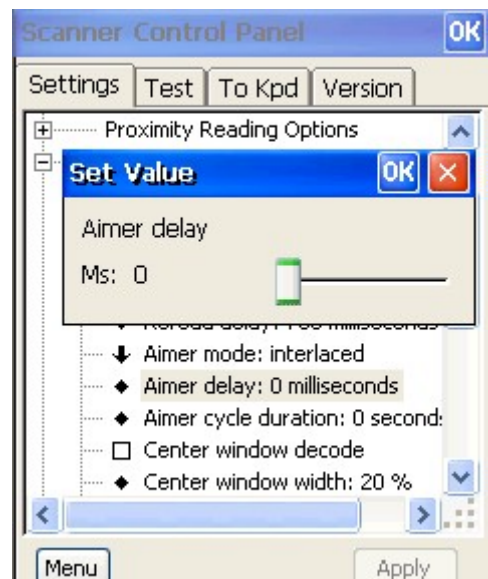 Scanner Control Panel OK
Settings Test To Kpd Version
Proximity Reading Options
Set Value OK
Aimer delay
Ms: 0
Aimer mode: interlaced
Aimer delay: 0 milliseconds
Aimer cycle duration: 0 second
Center window decode
Center window width: 20 %
Menu Apply